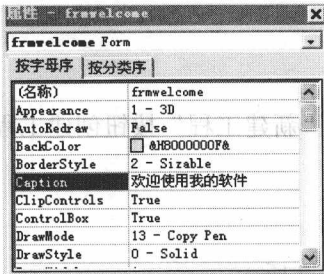 属性 - frmwelcome
frmwelcome Form
按字母序 按分类序
(名称) frmwelcome
Appearance 1 - 3D
AutoRedraw False
BackColor &H8000000F&
BorderStyle 2 - Sizable
Caption 欢迎使用我的软件
ClipControls True
ControlBox True
DrawMode 13 - Copy Pen
DrawStyle 0 - Solid